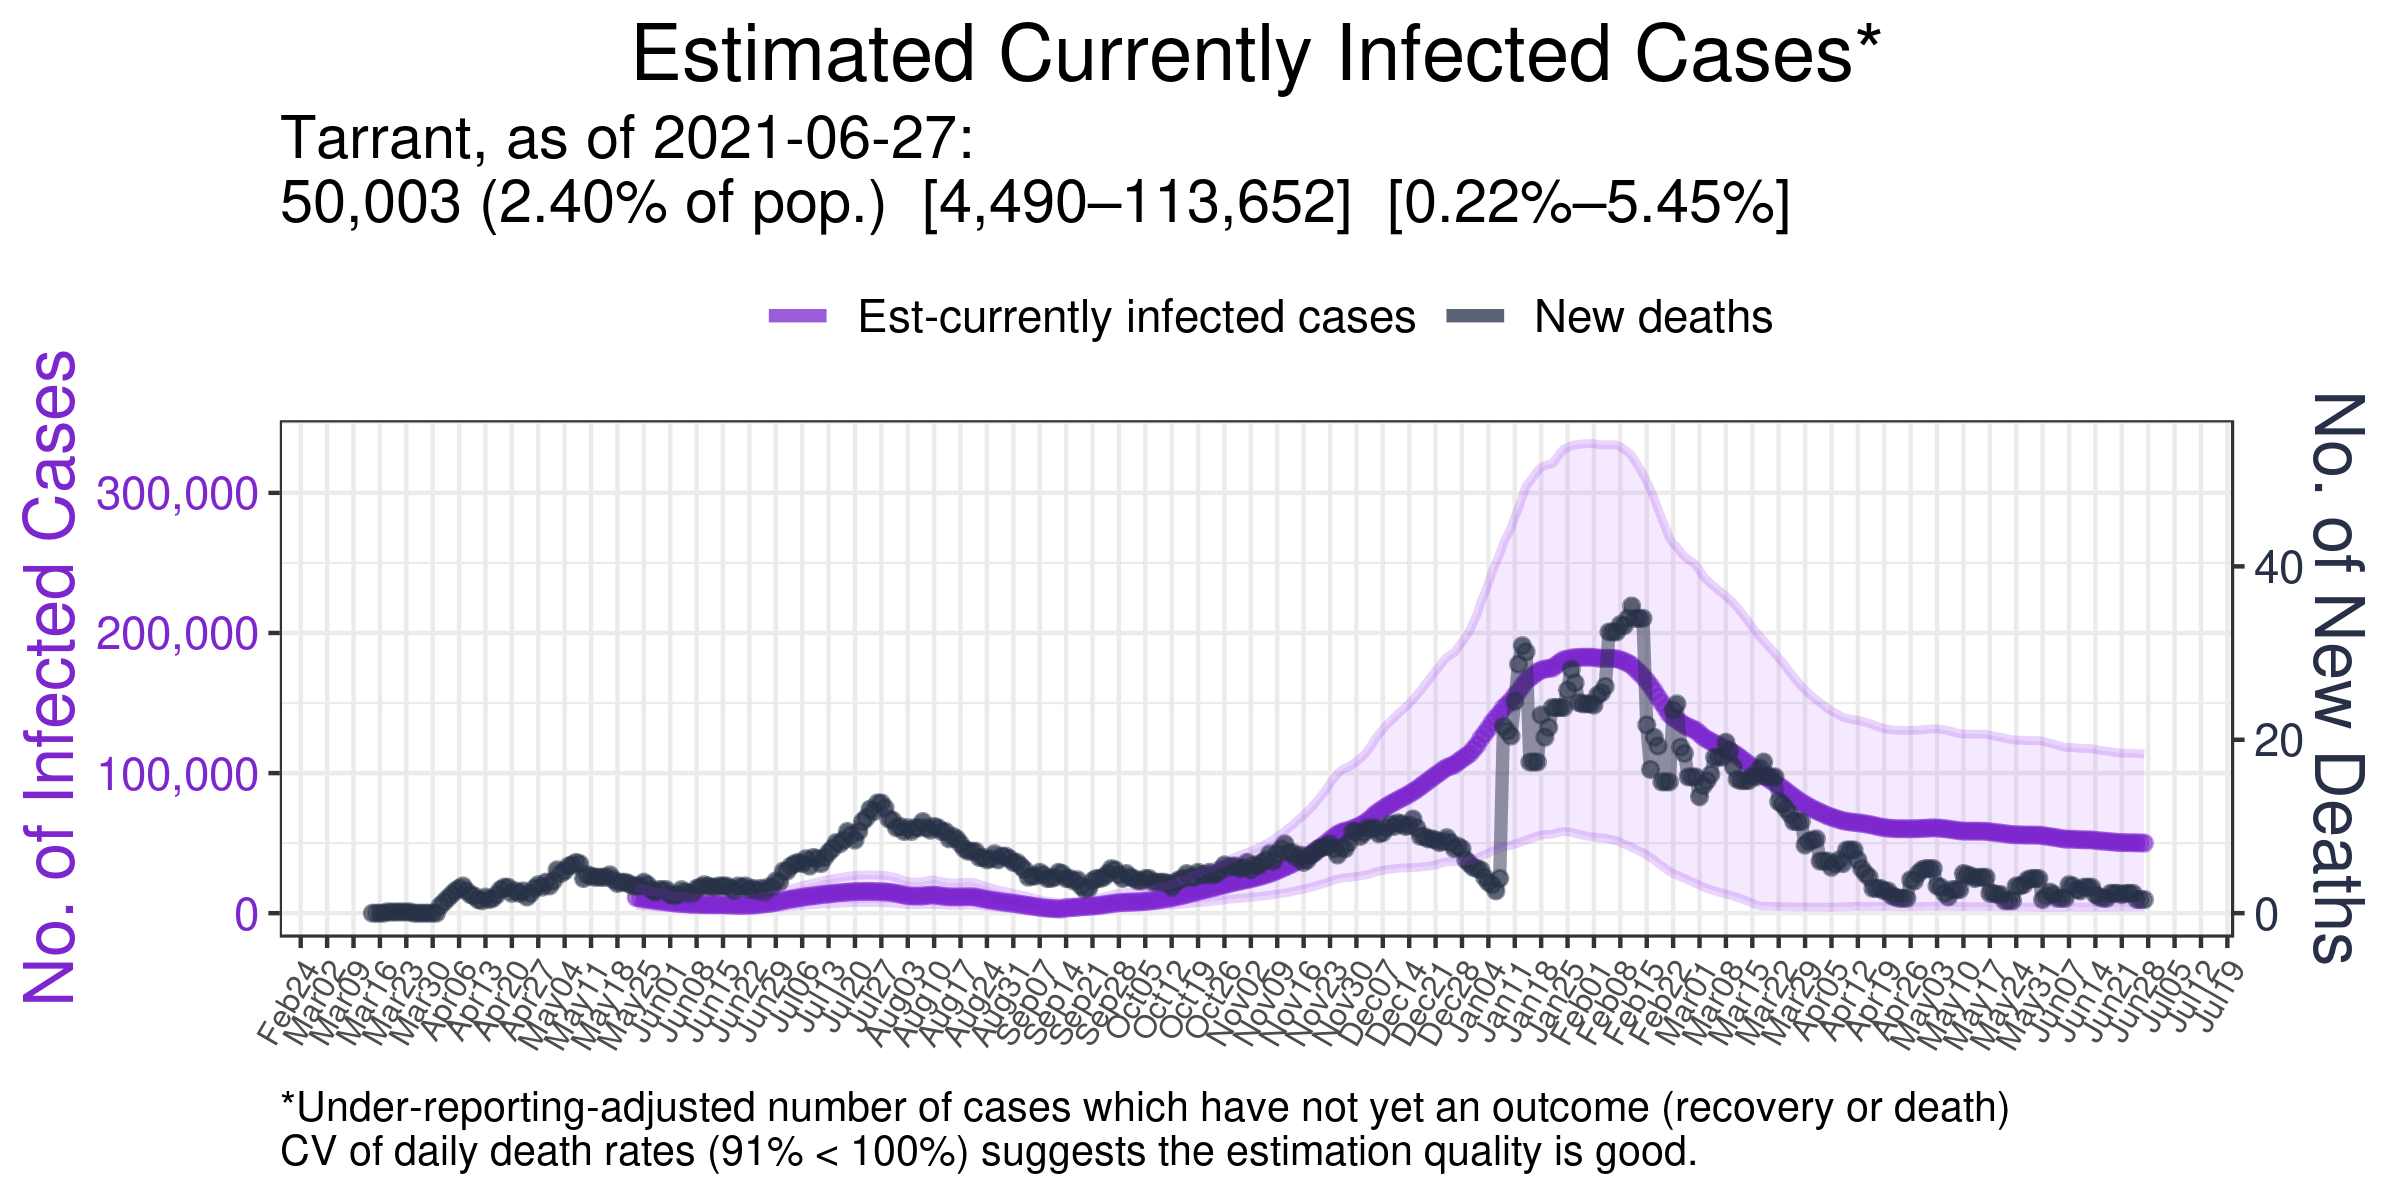 Estimated Currently Infected Cases*
Tarrant, as of 2021-06-27:
50,003 (2.40% of pop.) [4,490–113,652] [0.22%–5.45%]
Est-currently infected cases
New deaths
No. of Infected Cases
300,000
200,000
100,000
0
No. of New Deaths
40
20
0
Feb24
Mar02
Mar09
Mar16
Mar23
Mar30
Apr06
Apr13
Apr20
Apr27
May04
May11
May18
May25
Jun01
Jun08
Jun15
Jun22
Jun29
Jul06
Jul13
Jul20
Jul27
Aug03
Aug10
Aug17
Aug24
Aug31
Sep07
Sep14
Sep21
Sep28
Oct05
Oct12
Oct19
Oct26
Nov02
Nov09
Nov16
Nov23
Nov30
Dec07
Dec14
Dec21
Dec28
Jan04
Jan11
Jan18
Jan25
Feb01
Feb08
Feb15
Feb22
Mar01
Mar08
Mar15
Mar22
Mar29
Apr05
Apr12
Apr19
Apr26
May03
May10
May17
May24
May31
Jun07
Jun14
Jun21
Jun28
Jul05
Jul12
Jul19
*Under-reporting-adjusted number of cases which have not yet an outcome (recovery or death)
CV of daily death rates (91% < 100%) suggests the estimation quality is good.